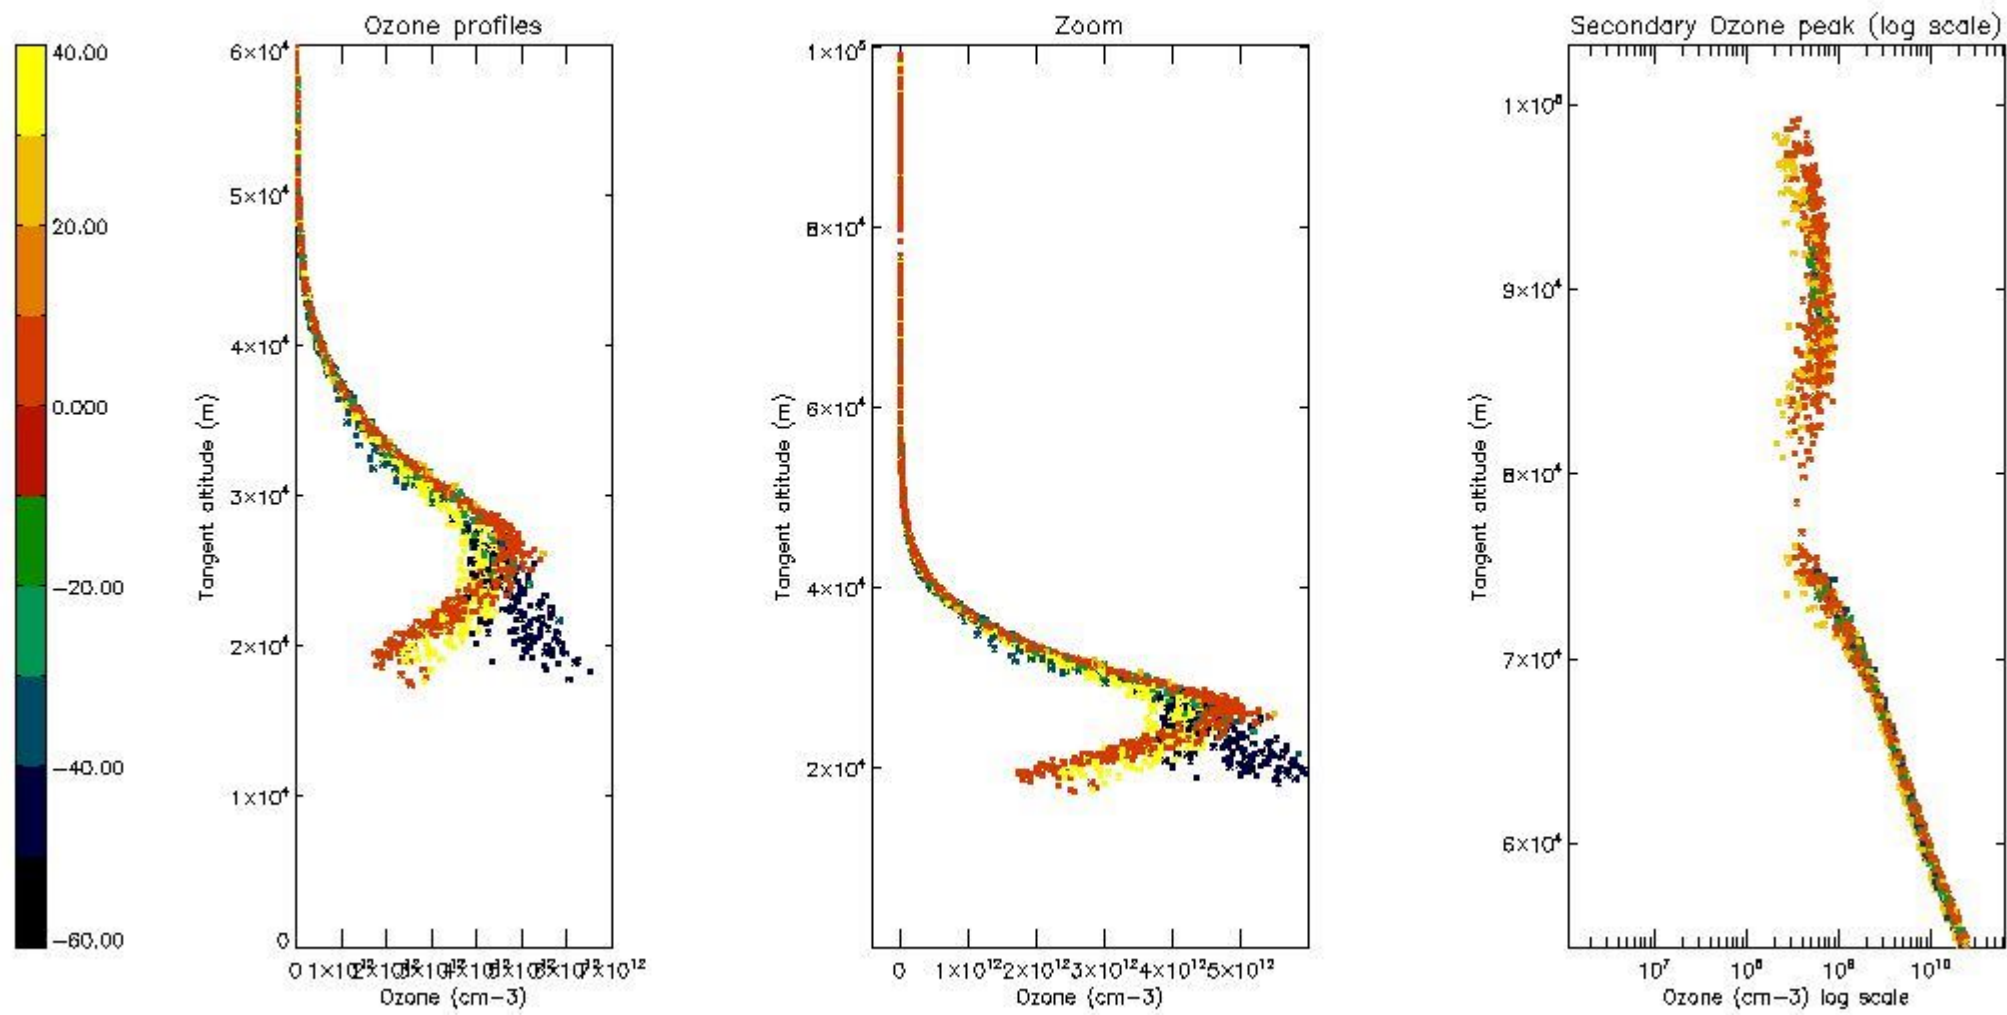 Ozone profiles
Zoom
Secondary Ozone peak (log scale)
40.00
20.00
0.000
−20.00
−40.00
−60.00
6×10⁴
5×10⁴
4×10⁴
3×10⁴
2×10⁴
1×10⁴
0
Tangent altitude (m)
0
Ozone (cm−3)
1×10⁵
8×10⁴
6×10⁴
4×10⁴
2×10⁴
Tangent altitude (m)
0 1×10¹² 2×10¹² 3×10¹² 4×10¹² 5×10¹²
Ozone (cm−3)
1×10⁵
9×10⁴
8×10⁴
7×10⁴
6×10⁴
Tangent altitude (m)
10⁷ 10⁸ 10⁹ 10¹⁰
Ozone (cm−3) log scale